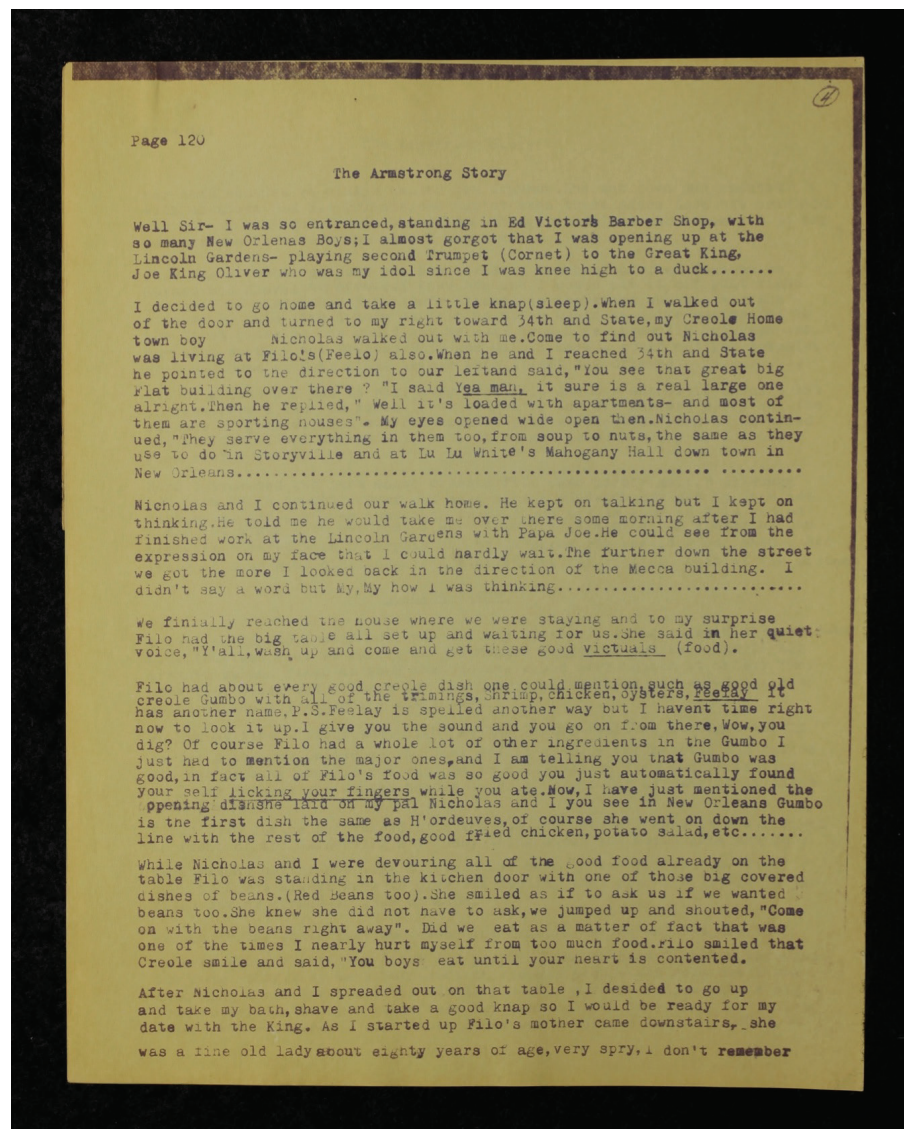 4
Page 120
The Armstrong Story
Well Sir- I was so entranced,standing in Ed Victors Barber Shop, with
so many New Orlenas Boys;I almost gorgot that I was opening up at the
Lincoln Gardens- playing second Trumpet (Cornet) to the Great King,
Joe King Oliver who was my idol since I was knee high to a duck.......
I decided to go home and take a little knap(sleep).When I walked out
of the door and turned to my right toward 34th and State,my Creole Home
town boy Nicholas walked out with me.Come to find out Nicholas
was living at Filo's(Feelo) also.When he and I reached 34th and State
he pointed to the direction to our leftand said,"You see that great big
Flat building over there ? "I said Yea man, it sure is a real large one
alright.Then he replied," Well it's loaded with apartments- and most of
them are sporting houses". My eyes opened wide open then.Nicholas contin-
ued,"They serve everything in them too,from soup to nuts,the same as they
use to do in Storyville and at Lu Lu White's Mahogany Hall down town in
New Orleans...............................................................
Nicholas and I continued our walk home. He kept on talking but I kept on
thinking.He told me he would take me over there some morning after I had
finished work at the Lincoln Gardens with Papa Joe.He could see from the
expression on my face that I could hardly wait.The further down the street
we got the more I looked back in the direction of the Mecca building. I
didn't say a word but My,My how I was thinking...........................
We finially reached the house where we were staying and to my surprise
Filo had the big table all set up and waiting for us.She said in her quiet
voice,"Y'all,wash up and come and get these good victuals (food).
Filo had about every good creole dish one could mention,such as good old
creole Gumbo with all of the trimings,Shrimp,chicken,oysters,Feelay It
has another name,P.S.Feelay is spelled another way but I havent time right
now to look it up.I give you the sound and you go on from there,Wow,you
dig? Of course Filo had a whole lot of other ingredients in the Gumbo I
just had to mention the major ones,and I am telling you that Gumbo was
good,in fact all of Filo's food was so good you just automatically found
your self licking your fingers while you ate.Now,I have just mentioned the
opening dishshe laid on my pal Nicholas and I you see in New Orleans Gumbo
is the first dish the same as H'ordeuves,of course she went on down the
line with the rest of the food,good fried chicken,potato salad,etc.......
While Nicholas and I were devouring all of the good food already on the
table Filo was standing in the kitchen door with one of those big covered
dishes of beans.(Red Beans too).She smiled as if to ask us if we wanted
beans too.She knew she did not have to ask,we jumped up and shouted,"Come
on with the beans right away". Did we eat as a matter of fact that was
one of the times I nearly hurt myself from too much food.Filo smiled that
Creole smile and said,"You boys eat until your heart is contented.
After Nicholas and I spreaded out on that table ,I desided to go up
and take my bath,shave and take a good knap so I would be ready for my
date with the King. As I started up Filo's mother came downstairs, she
was a fine old lady about eighty years of age,very spry,I don't remember